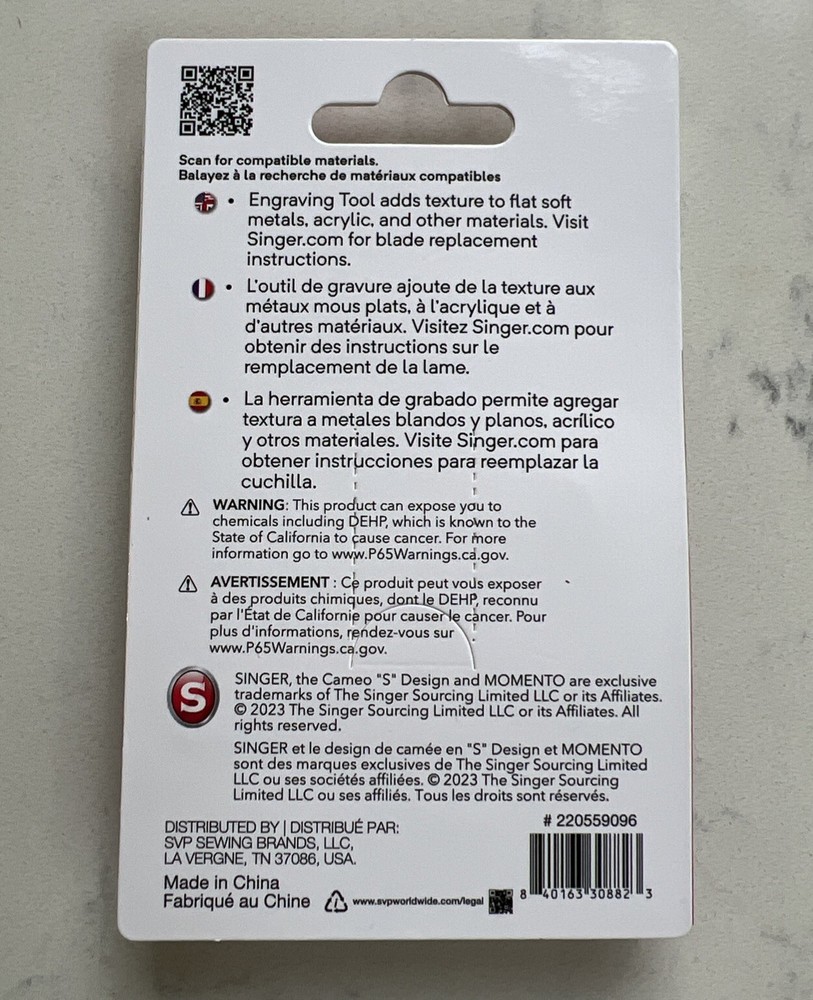 Scan for compatible materials.
Balayez à la recherche de matériaux compatibles
• Engraving Tool adds texture to flat soft
metals, acrylic, and other materials. Visit
Singer.com for blade replacement
instructions.
• L'outil de gravure ajoute de la texture aux
métaux mous plats, à l'acrylique et à
d'autres matériaux. Visitez Singer.com pour
obtenir des instructions sur le
remplacement de la lame.
• La herramienta de grabado permite agregar
textura a metales blandos y planos, acrílico
y otros materiales. Visite Singer.com para
obtener instrucciones para reemplazar la
cuchilla.
WARNING: This product can expose you to
chemicals including DEHP, which is known to the
State of California to cause cancer. For more
information go to www.P65Warnings.ca.gov.
AVERTISSEMENT : Ce produit peut vous exposer
à des produits chimiques, dont le DEHP, reconnu
par l'État de Californie pour causer le cancer. Pour
plus d'informations, rendez-vous sur
www.P65Warnings.ca.gov.
S
SINGER, the Cameo "S" Design and MOMENTO are exclusive
trademarks of The Singer Sourcing Limited LLC or its Affiliates.
© 2023 The Singer Sourcing Limited LLC or its Affiliates. All
rights reserved.
SINGER et le design de camée en "S" Design et MOMENTO
sont des marques exclusives de The Singer Sourcing Limited
LLC ou ses sociétés affiliées. © 2023 The Singer Sourcing
Limited LLC ou ses affiliés. Tous les droits sont réservés.
DISTRIBUTED BY | DISTRIBUÉ PAR:
SVP SEWING BRANDS, LLC,
LA VERGNE, TN 37086, USA.
Made in China
Fabriqué au Chine
www.svpworldwide.com/legal
# 220559096
8 40163 30882 3